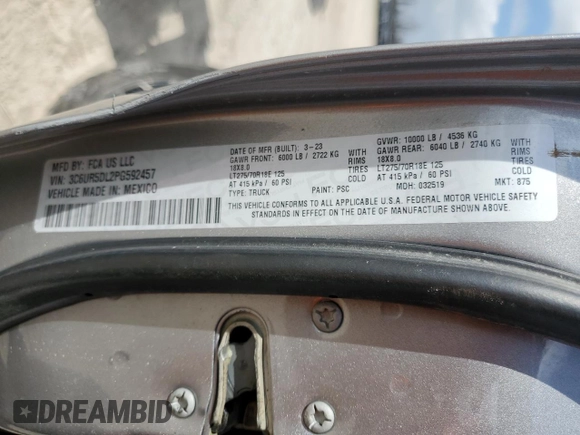 MFD BY: FCA US LLC
VIN: 3C6UR5DL2PG592457
VEHICLE MADE IN: MEXICO
DATE OF MFR (BUILT): 3-23
GAWR FRONT: 6000 LB / 2722 KG
18X8.0 WITH TIRES
LT275/70R18E 125 RIMS
AT 415 kPa / 60 PSI COLD
TYPE: TRUCK PAINT: PSC
GVWR: 10000 LB / 4536 KG
GAWR REAR: 6040 LB / 2740 KG
18X8.0 WITH TIRES
LT275/70R18E 125 RIMS
AT 415 kPa / 60 PSI COLD
MDH: 032519 MKT: 875
THIS VEHICLE CONFORMS TO ALL APPLICABLE U.S.A. FEDERAL MOTOR VEHICLE
SAFETY STANDARDS IN EFFECT ON THE DATE OF MANUFACTURE SHOWN ABOVE.
DREAMBID